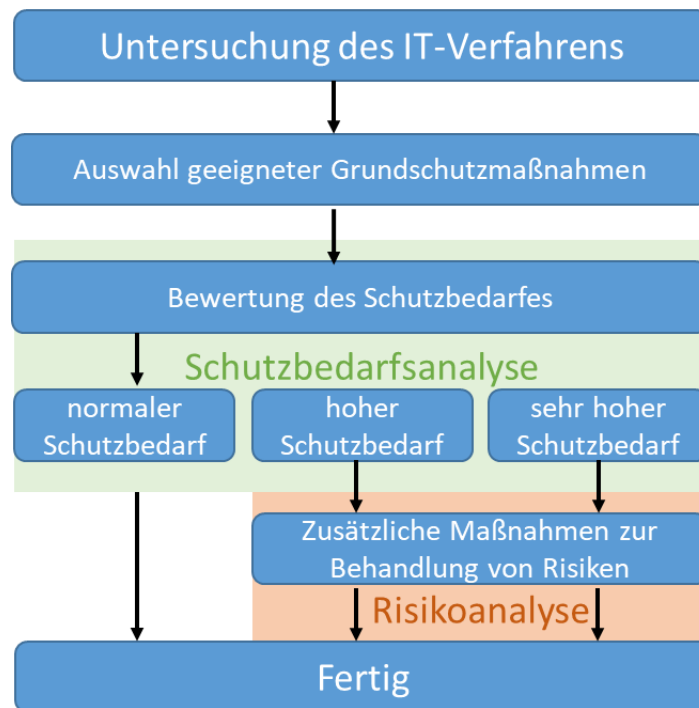 Untersuchung des IT-Verfahrens
Auswahl geeigneter Grundschutzmaßnahmen
Bewertung des Schutzbedarfes
Schutzbedarfsanalyse
normaler
Schutzbedarf
hoher
Schutzbedarf
sehr hoher
Schutzbedarf
Zusätzliche Maßnahmen zur
Behandlung von Risiken
Risikoanalyse
Fertig